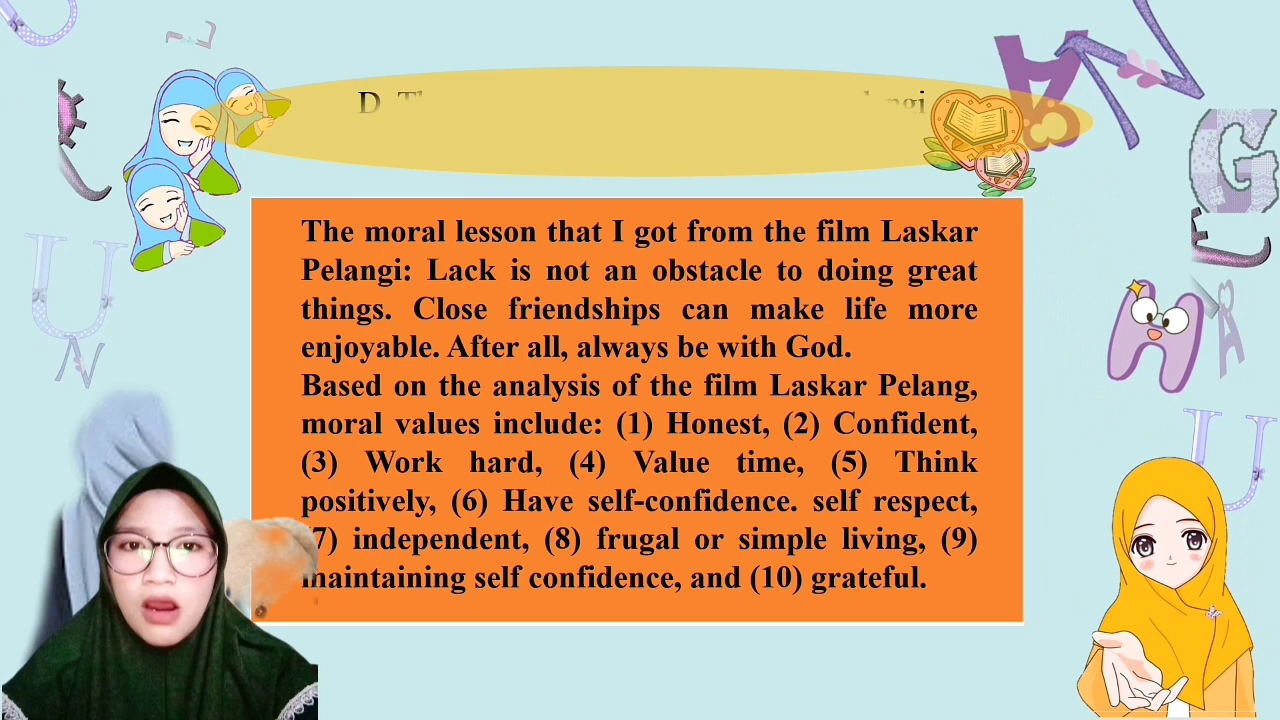 The moral lesson that I got from the film Laskar
Pelangi: Lack is not an obstacle to doing great
things. Close friendships can make life more
enjoyable. After all, always be with God.
Based on the analysis of the film Laskar Pelang,
moral values include: (1) Honest, (2) Confident,
(3) Work hard, (4) Value time, (5) Think
positively, (6) Have self-confidence. self respect,
7) independent, (8) frugal or simple living, (9)
maintaining self confidence, and (10) grateful.